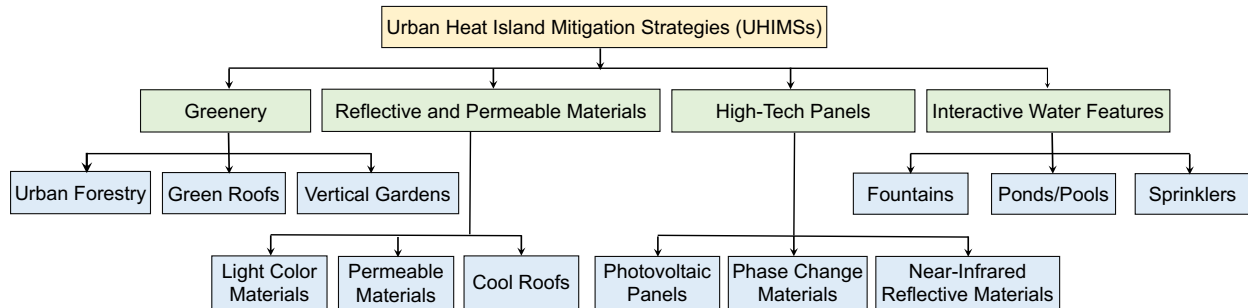 Urban Heat Island Mitigation Strategies (UHIMSs)
Greenery
Reflective and Permeable Materials
High-Tech Panels
Interactive Water Features
Urban Forestry
Green Roofs
Vertical Gardens
Fountains
Ponds/Pools
Sprinklers
Light Color
Materials
Permeable
Materials
Cool Roofs
Photovoltaic
Panels
Phase Change
Materials
Near-Infrared
Reflective Materials